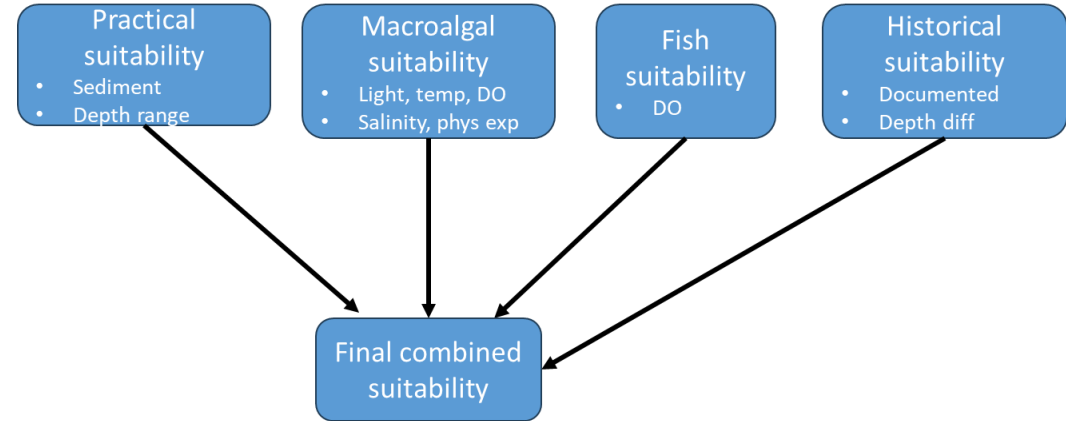 Practical
suitability
• Sediment
• Depth range
Macroalgal
suitability
• Light, temp, DO
• Salinity, phys exp
Fish
suitability
• DO
Historical
suitability
• Documented
• Depth diff
Final combined
suitability